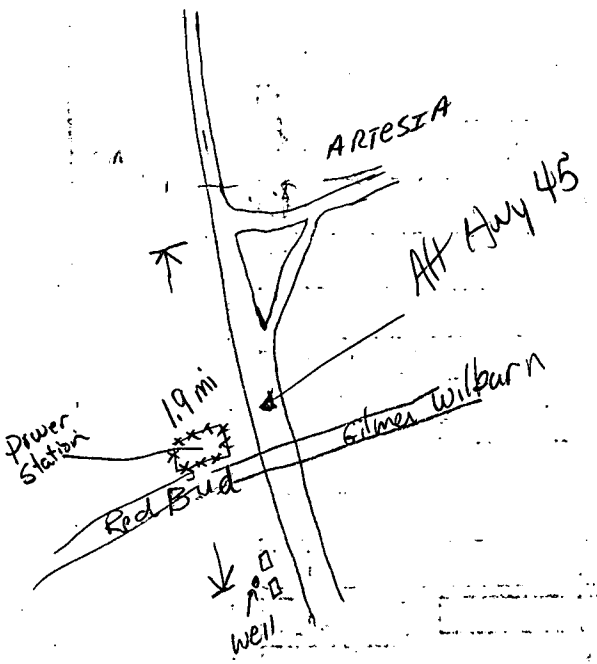 ARTESIA
Alt Hwy 45
1.9 mi
Power
Station
Gilmer Wilburn
Red Bud
well